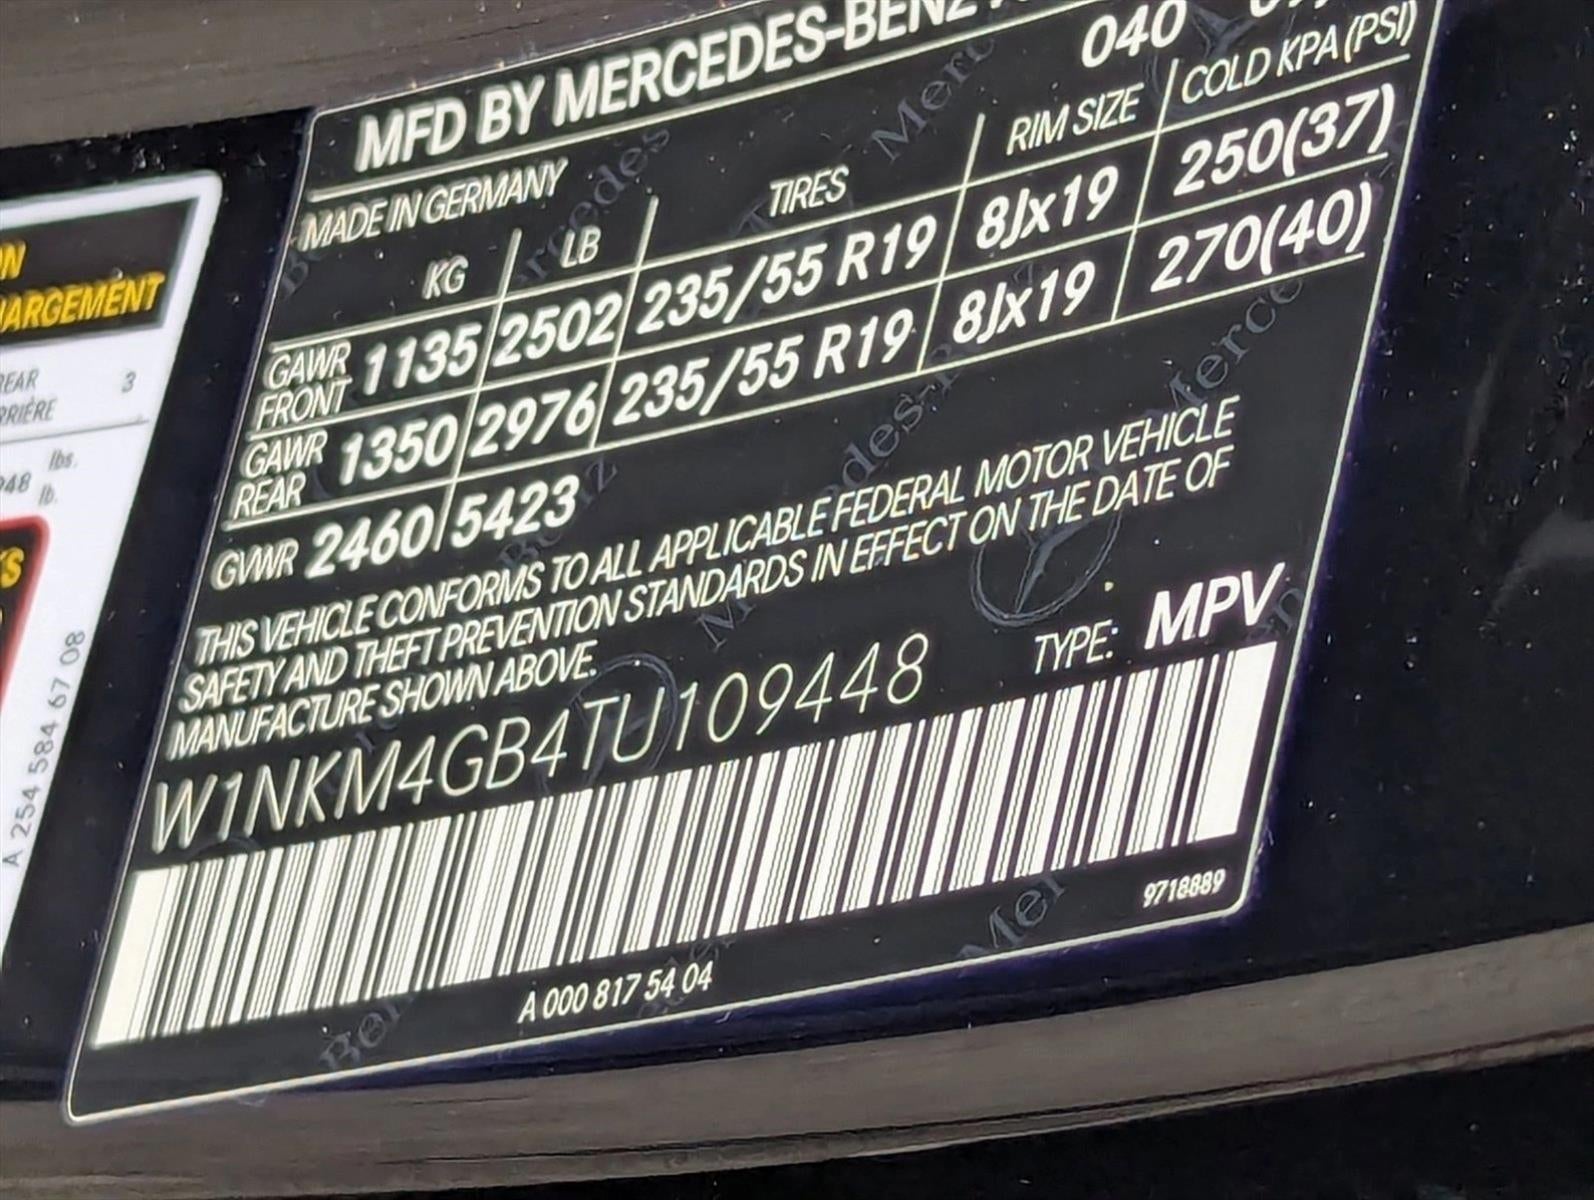 MFD BY MERCEDES-BENZ
040
MADE IN GERMANY
KG LB TIRES RIM SIZE COLD KPA (PSI)
GAWR FRONT 1135 2502 235/55 R19 8Jx19 250(37)
GAWR REAR 1350 2976 235/55 R19 8Jx19 270(40)
GVWR 2460 5423
THIS VEHICLE CONFORMS TO ALL APPLICABLE FEDERAL MOTOR VEHICLE
SAFETY AND THEFT PREVENTION STANDARDS IN EFFECT ON THE DATE OF
MANUFACTURE SHOWN ABOVE.
TYPE: MPV
W1NKM4GB4TU109448
9718889
A 000 817 54 04
REAR 3
lbs.
lb.
A 254 584 67 08